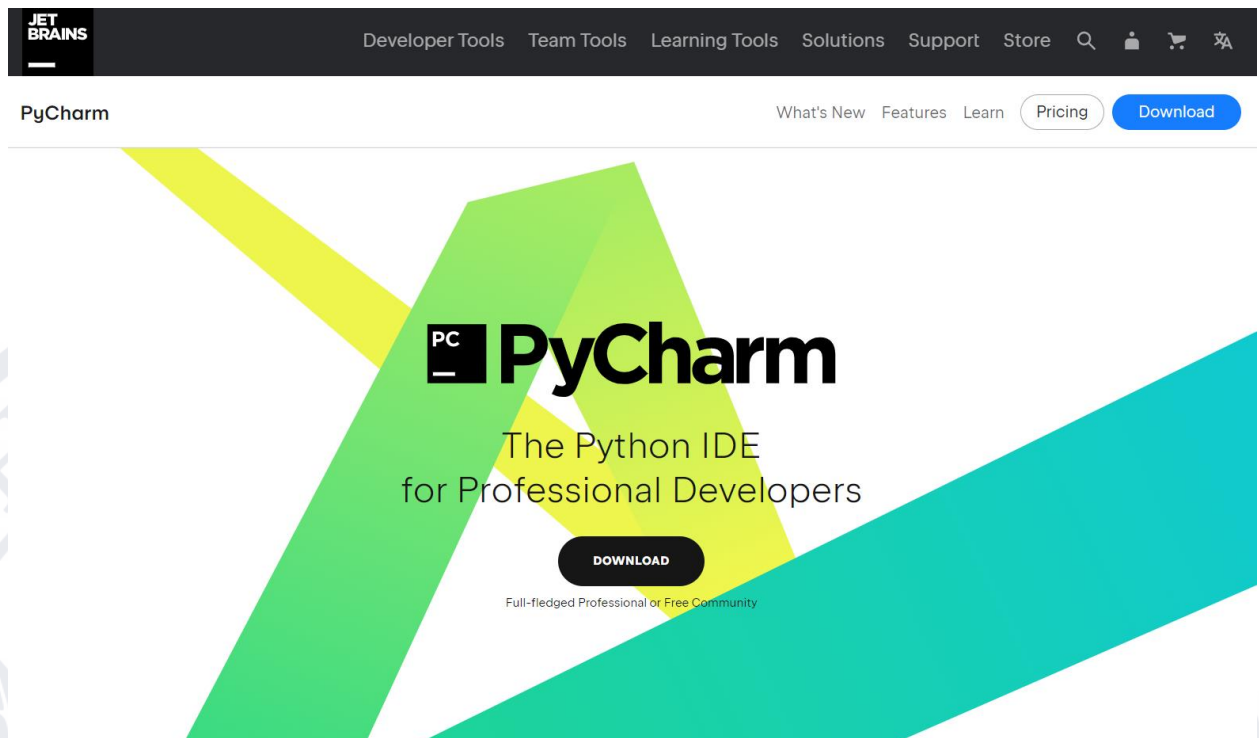 JET
BRAINS
Developer Tools Team Tools Learning Tools Solutions Support Store
PyCharm
What's New Features Learn Pricing Download
PC
PyCharm
The Python IDE
for Professional Developers
DOWNLOAD
Full-fledged Professional or Free Community